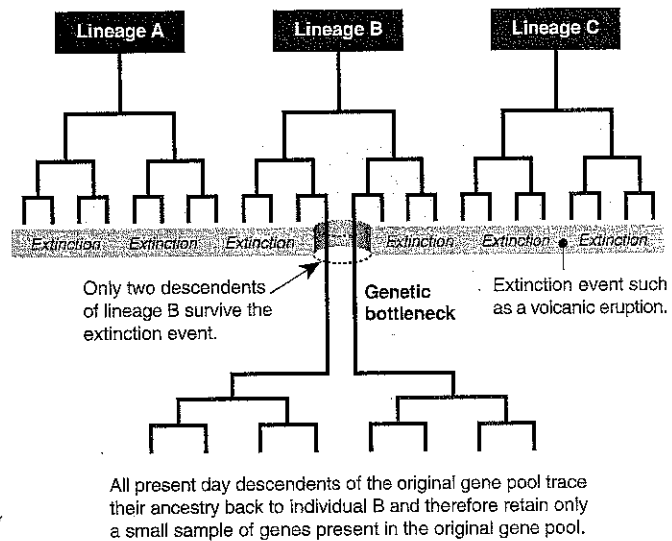 Lineage A Lineage B Lineage C
Extinction Extinction Extinction Extinction Extinction Extinction
Only two descendents
of lineage B survive the
extinction event.
Genetic
bottleneck
Extinction event such
as a volcanic eruption.
All present day descendents of the original gene pool trace
their ancestry back to individual B and therefore retain only
a small sample of genes present in the original gene pool.